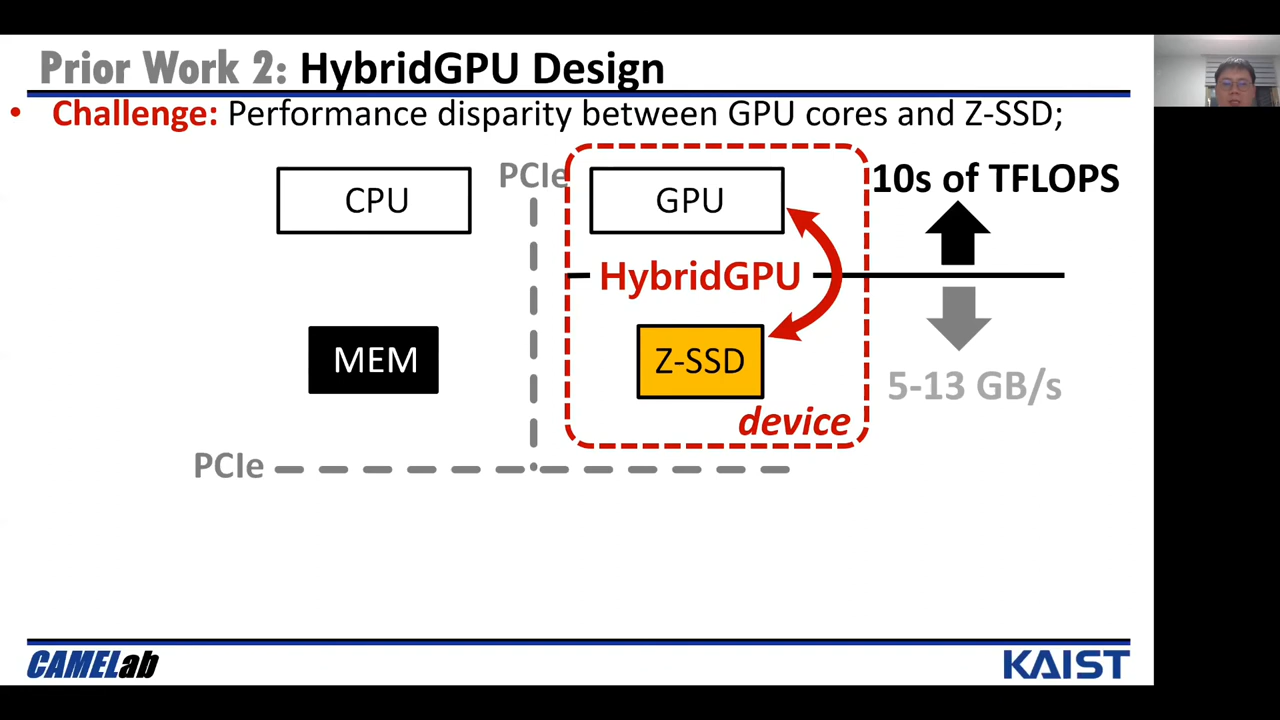 Prior Work 2: HybridGPU Design
• Challenge: Performance disparity between GPU cores and Z-SSD;
PCIe
CPU
GPU
10s of TFLOPS
HybridGPU
MEM
Z-SSD
5-13 GB/s
device
PCIe
CAMELab
KAIST